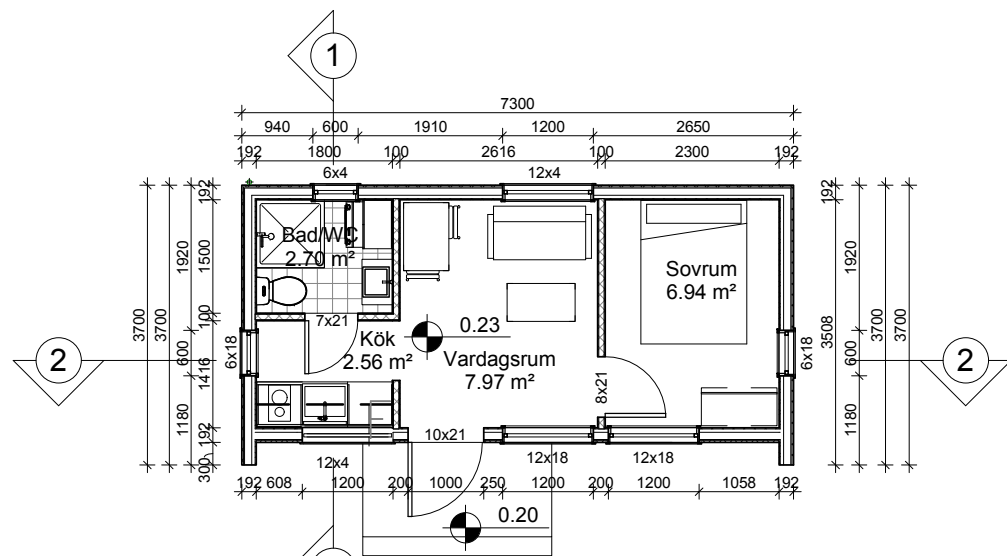 1
7300
940 600 1910 1200 2650
192 1800 100 2616 100 2300 192
6x4 12x4
192 1920 1500 100 3700 3700 600 1416 1180 192 300
192 1920 3508 600 3700 3700 1180
Bad/WC
2.70 m²
Sovrum
6.94 m²
7x21
0.23
Kök
2.56 m²
Vardagsrum
7.97 m²
2
6x18
8x21
6x18
2
10x21
12x4 12x18 12x18
192 608 1200 200 1000 250 1200 200 1200 1058 192
0.20